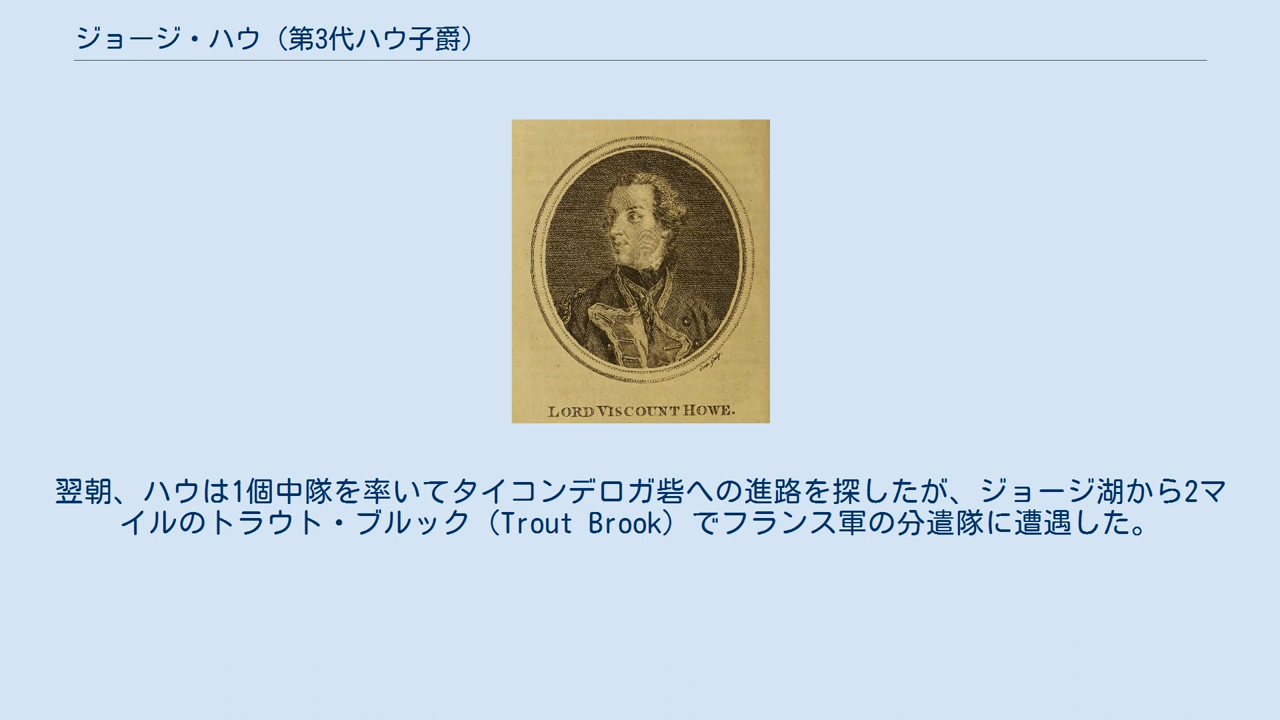 ジョージ・ハウ（第3代ハウ子爵）
LORD VISCOUNT HOWE.
翌朝、ハウは1個中隊を率いてタイコンデロガ砦への進路を探したが、ジョージ湖から2マ
イルのトラウト・ブルック（Trout Brook）でフランス軍の分遣隊に遭遇した。